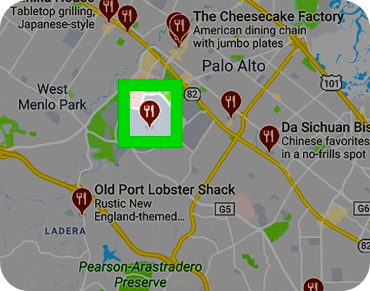 The Cheesecake Factory
Tabletop grilling,
Japanese-style
American dining chain
with jumbo plates
Palo Alto
101
West
Menlo Park
82
Da Sichuan Bis
Chinese favorites
in a no-frills spot
Old Port Lobster Shack
Rustic New
England-themed...
G5
G6
LADERA
82
Pearson-Arastradero
Preserve